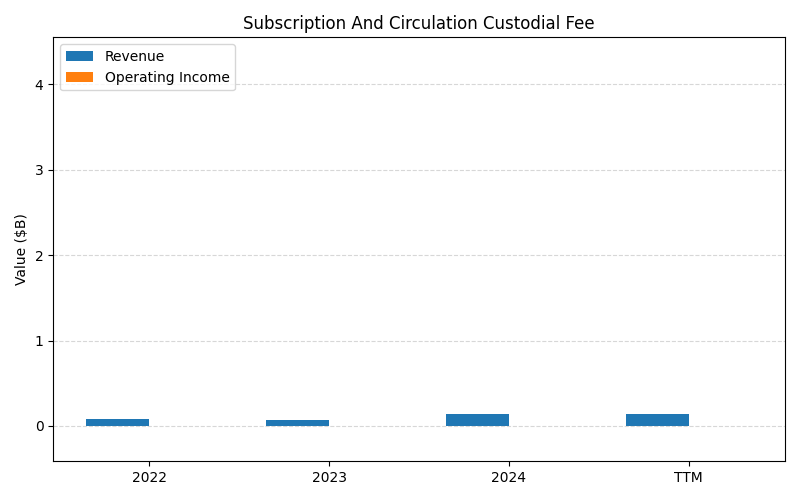 Subscription And Circulation Custodial Fee
Revenue
Operating Income
Value ($B)
4
3
2
1
0
2022
2023
2024
TTM